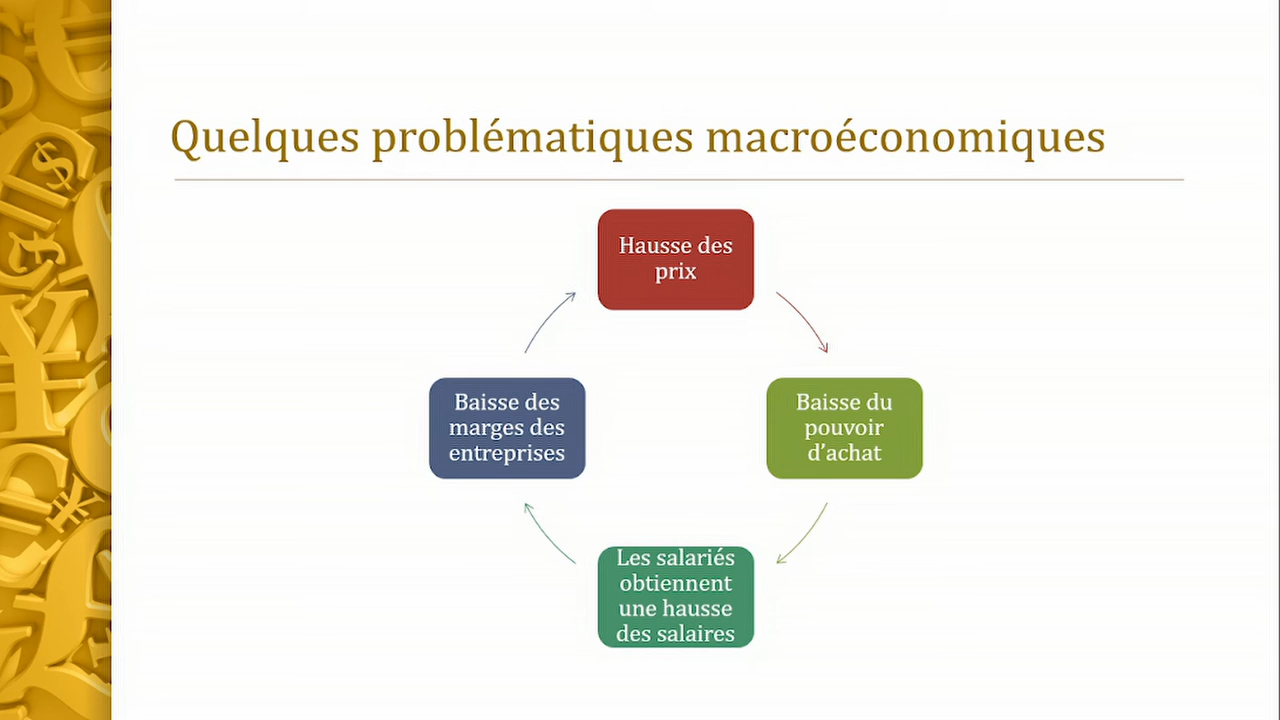 Quelques problématiques macroéconomiques
Hausse des
prix
Baisse du
pouvoir
d’achat
Les salariés
obtiennent
une hausse
des salaires
Baisse des
marges des
entreprises